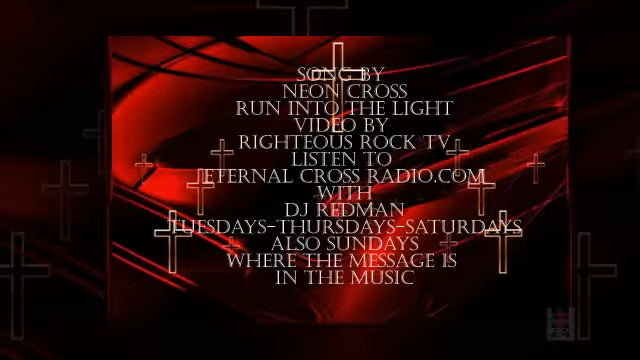 SONG BY
NEON CROSS
RUN INTO THE LIGHT
VIDEO BY
RIGHTEOUS ROCK TV
LISTEN TO
ETERNAL CROSS RADIO.COM
WITH
DJ REDMAN
TUESDAYS-THURSDAYS-SATURDAYS
ALSO SUNDAYS
WHERE THE MESSAGE IS
IN THE MUSIC